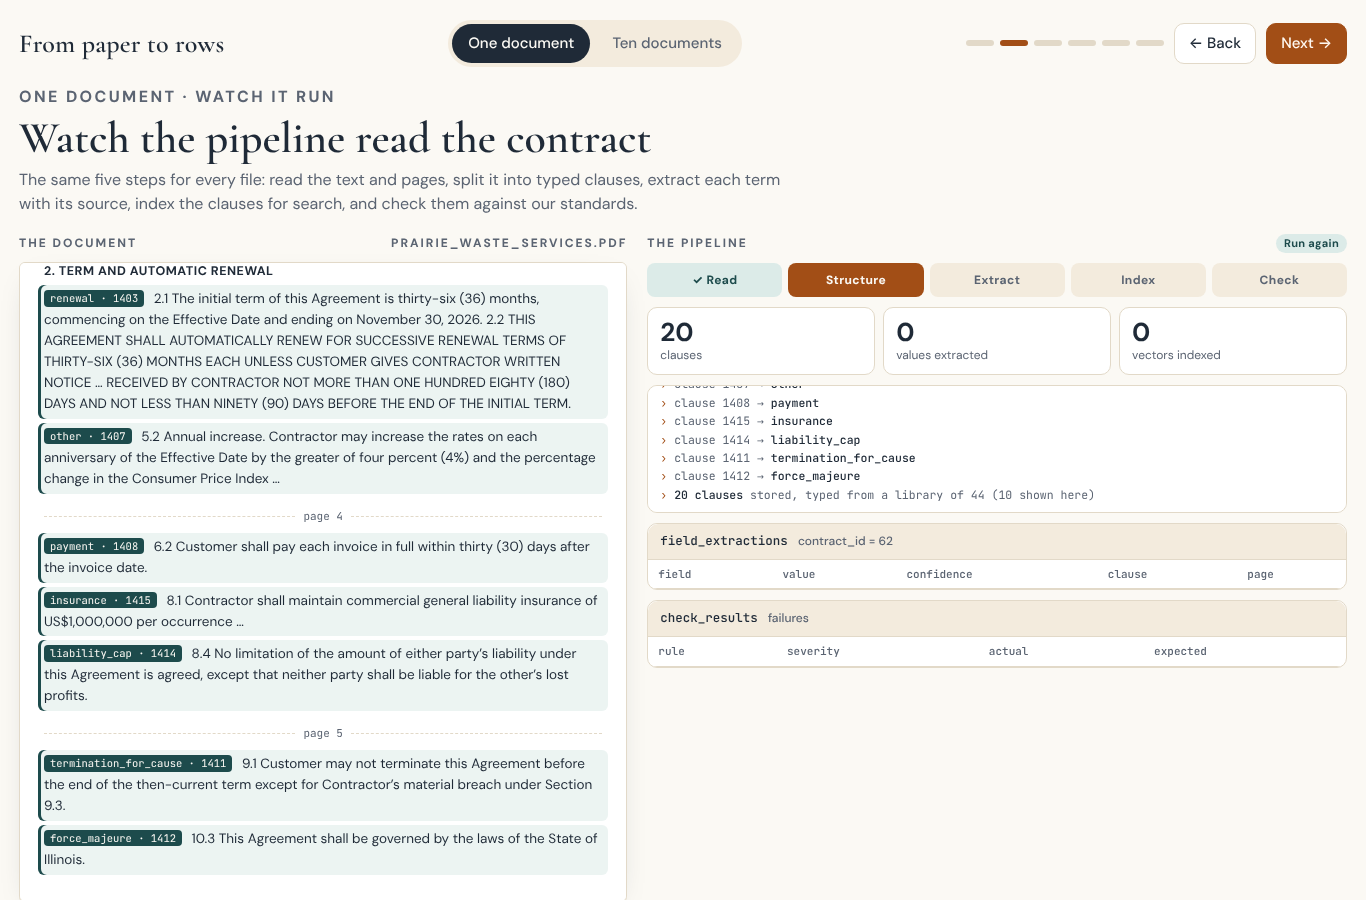 From paper to rows
One document
Ten documents
← Back
Next →
ONE DOCUMENT · WATCH IT RUN
Watch the pipeline read the contract
The same five steps for every file: read the text and pages, split it into typed clauses, extract each term
with its source, index the clauses for search, and check them against our standards.
THE DOCUMENT
PRAIRIE_WASTE_SERVICES.PDF
2. TERM AND AUTOMATIC RENEWAL
renewal · 1403 2.1 The initial term of this Agreement is thirty-six (36) months,
commencing on the Effective Date and ending on November 30, 2026. 2.2 THIS
AGREEMENT SHALL AUTOMATICALLY RENEW FOR SUCCESSIVE RENEWAL TERMS OF
THIRTY-SIX (36) MONTHS EACH UNLESS CUSTOMER GIVES CONTRACTOR WRITTEN
NOTICE … RECEIVED BY CONTRACTOR NOT MORE THAN ONE HUNDRED EIGHTY (180)
DAYS AND NOT LESS THAN NINETY (90) DAYS BEFORE THE END OF THE INITIAL TERM.
other · 1407 5.2 Annual increase. Contractor may increase the rates on each
anniversary of the Effective Date by the greater of four percent (4%) and the percentage
change in the Consumer Price Index …
page 4
payment · 1408 6.2 Customer shall pay each invoice in full within thirty (30) days after
the invoice date.
insurance · 1415 8.1 Contractor shall maintain commercial general liability insurance of
US$1,000,000 per occurrence …
liability_cap · 1414 8.4 No limitation of the amount of either party’s liability under
this Agreement is agreed, except that neither party shall be liable for the other’s lost
profits.
page 5
termination_for_cause · 1411 9.1 Customer may not terminate this Agreement before
the end of the then-current term except for Contractor’s material breach under Section
9.3.
force_majeure · 1412 10.3 This Agreement shall be governed by the laws of the State of
Illinois.
THE PIPELINE
Run again
✓ Read
Structure
Extract
Index
Check
20
clauses
0
values extracted
0
vectors indexed
› clause 1407 → other
› clause 1408 → payment
› clause 1415 → insurance
› clause 1414 → liability_cap
› clause 1411 → termination_for_cause
› clause 1412 → force_majeure
› 20 clauses stored, typed from a library of 44 (10 shown here)
field_extractions contract_id = 62
field value confidence clause page
check_results failures
rule severity actual expected